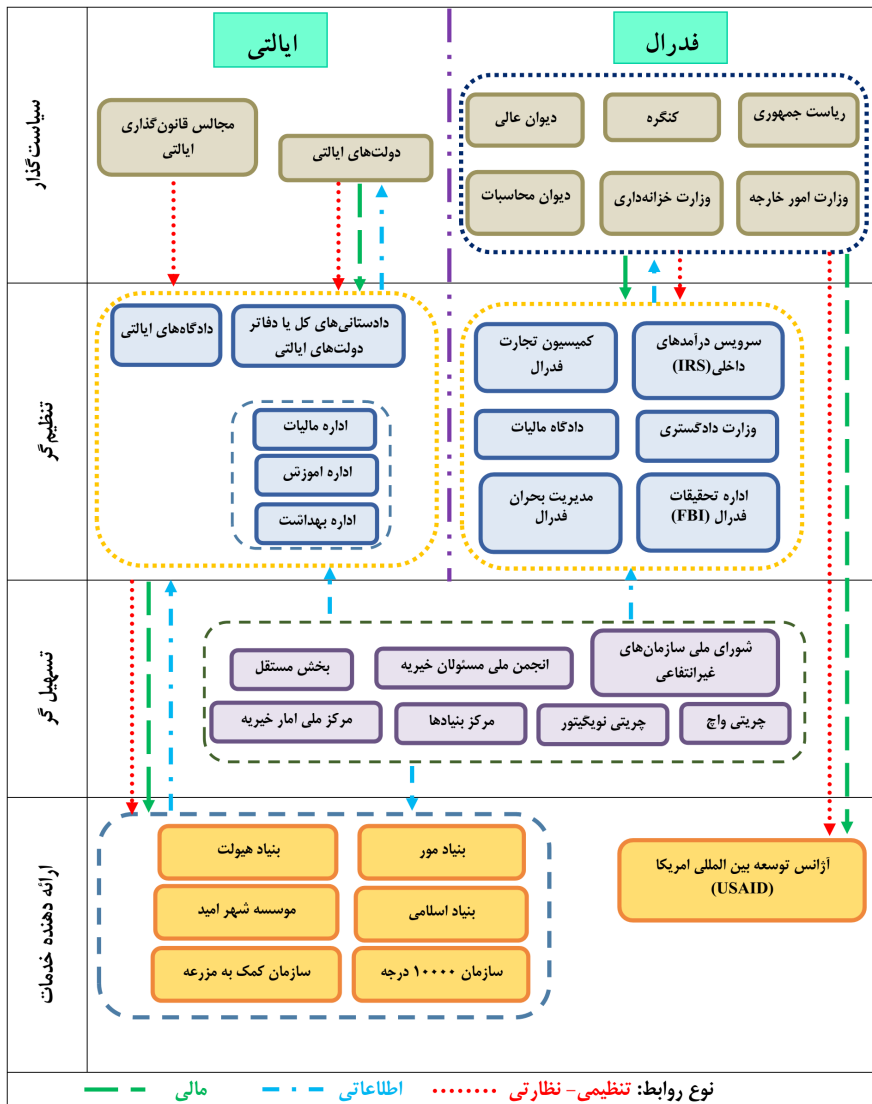 فدرال
ایالتی
سیاست‌گذار
ریاست جمهوری
کنگره
دیوان عالی
وزارت امور خارجه
وزارت خزانه‌داری
دیوان محاسبات
مجالس قانون‌گذاری
ایالتی
دولت‌های ایالتی
تنظیم‌گر
سرویس درآمدهای
داخلی(IRS)
کمیسیون تجارت
فدرال
وزارت دادگستری
دادگاه مالیات
اداره تحقیقات
فدرال (FBI)
مدیریت بحران
فدرال
دادستانی‌های کل یا دفاتر
دولت‌های ایالتی
دادگاه‌های ایالتی
اداره مالیات
اداره اموزش
اداره بهداشت
تسهیل گر
شورای ملی سازمان‌های
غیرانتفاعی
انجمن ملی مسئولان خیریه
بخش مستقل
چریتی واچ
چریتی نویگیتور
مرکز بنیادها
مرکز ملی امار خیریه
ارائه دهنده خدمات
آژانس توسعه بین المللی امریکا
(USAID)
بنیاد مور
بنیاد هیولت
بنیاد اسلامی
موسسه شهر امید
سازمان ۱۰۰۰۰ درجه
سازمان کمک به مزرعه
نوع روابط: تنظیمی- نظارتی اطلاعاتی مالی